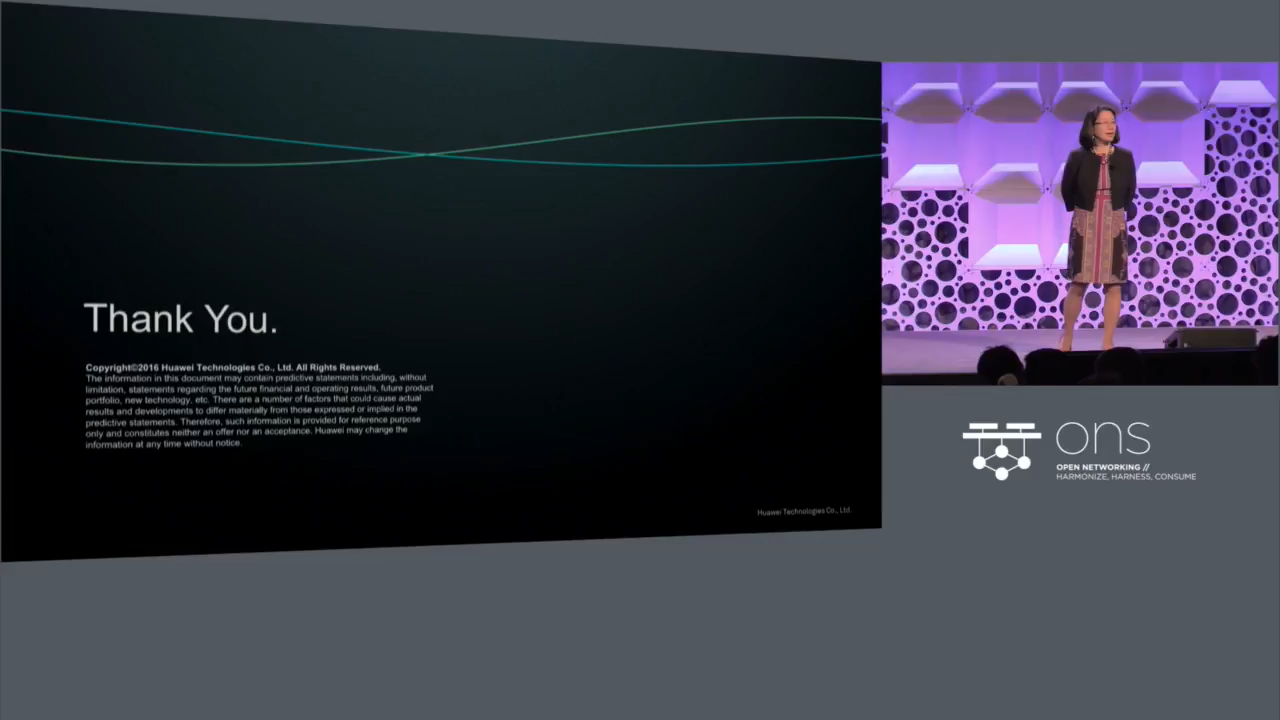 Thank You.
Copyright©2016 Huawei Technologies Co., Ltd. All Rights Reserved.
The information in this document may contain predictive statements including, without
limitation, statements regarding the future financial and operating results, future product
portfolio, new technology, etc. There are a number of factors that could cause actual
results and developments to differ materially from those expressed or implied in the
predictive statements. Therefore, such information is provided for reference purpose
only and constitutes neither an offer nor an acceptance. Huawei may change the
information at any time without notice.
Huawei Technologies Co., Ltd.
ons
OPEN NETWORKING //
HARMONIZE, HARNESS, CONSUME